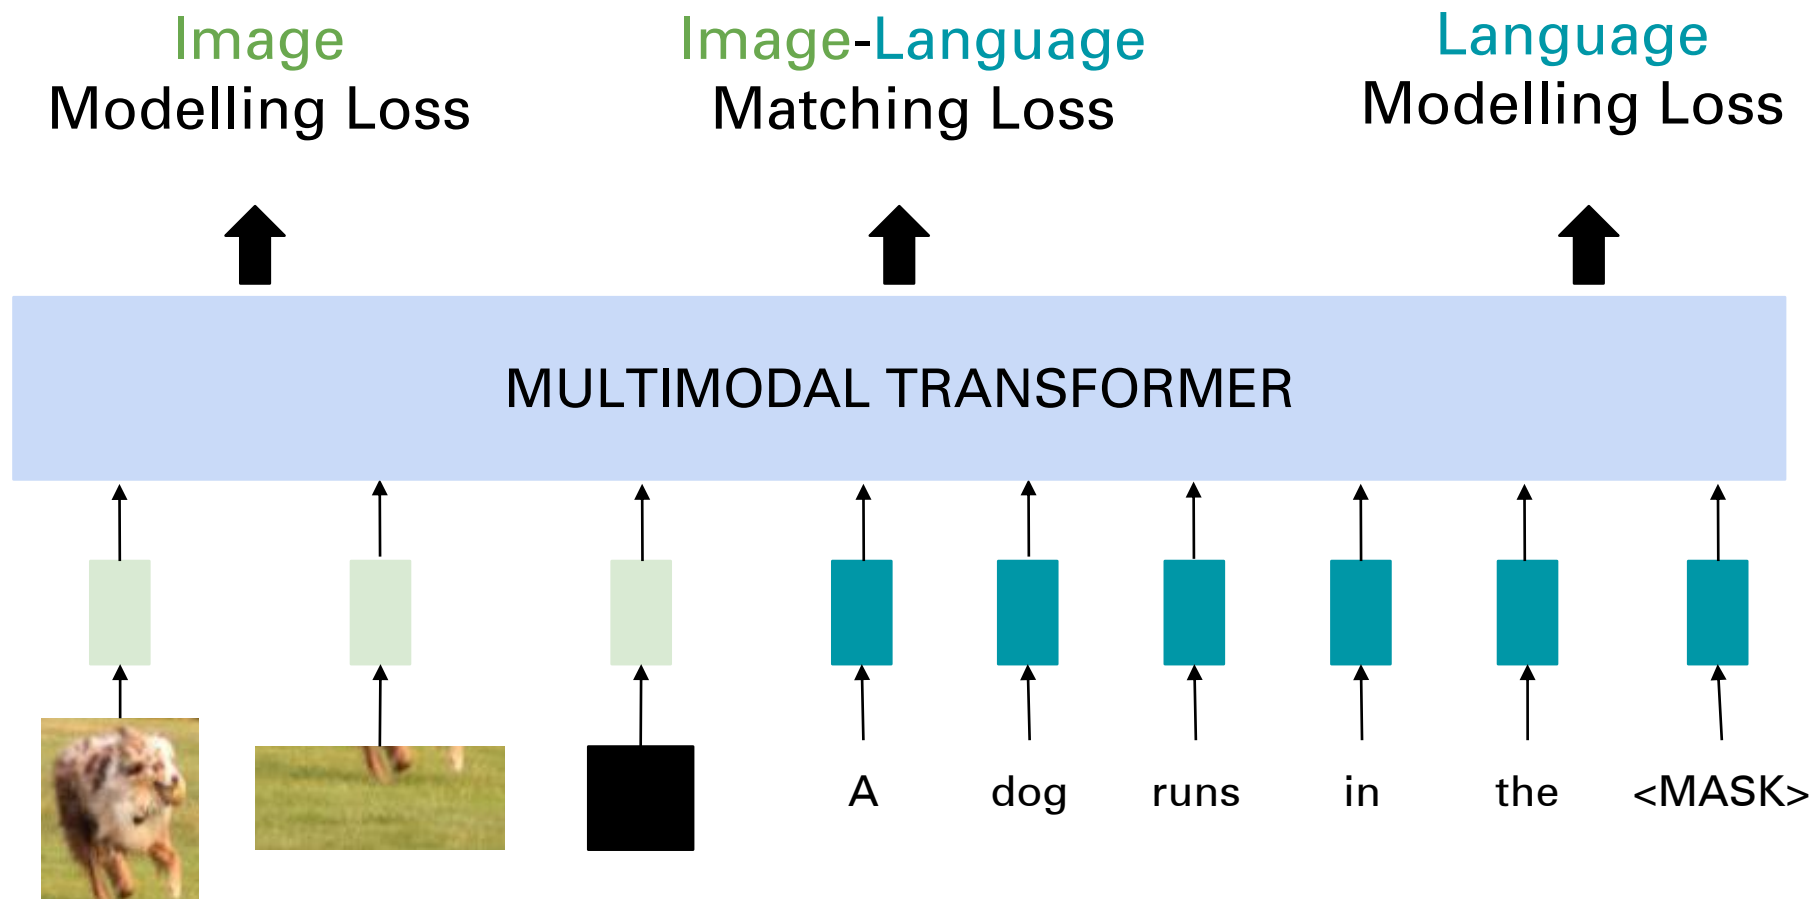 Image
Modelling Loss
Image-Language
Matching Loss
Language
Modelling Loss
MULTIMODAL TRANSFORMER
A dog runs in the <MASK>